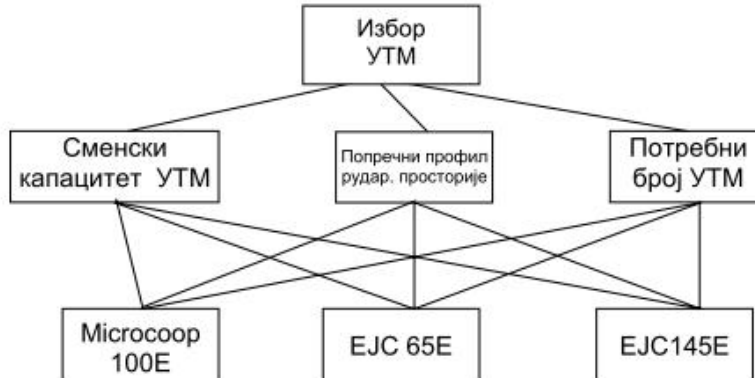 Избор
УТМ
Сменски
капацитет УТМ
Попречни профил
рудар. просторије
Потребни
број УТМ
Microcoop
100E
EJC 65E
EJC145E